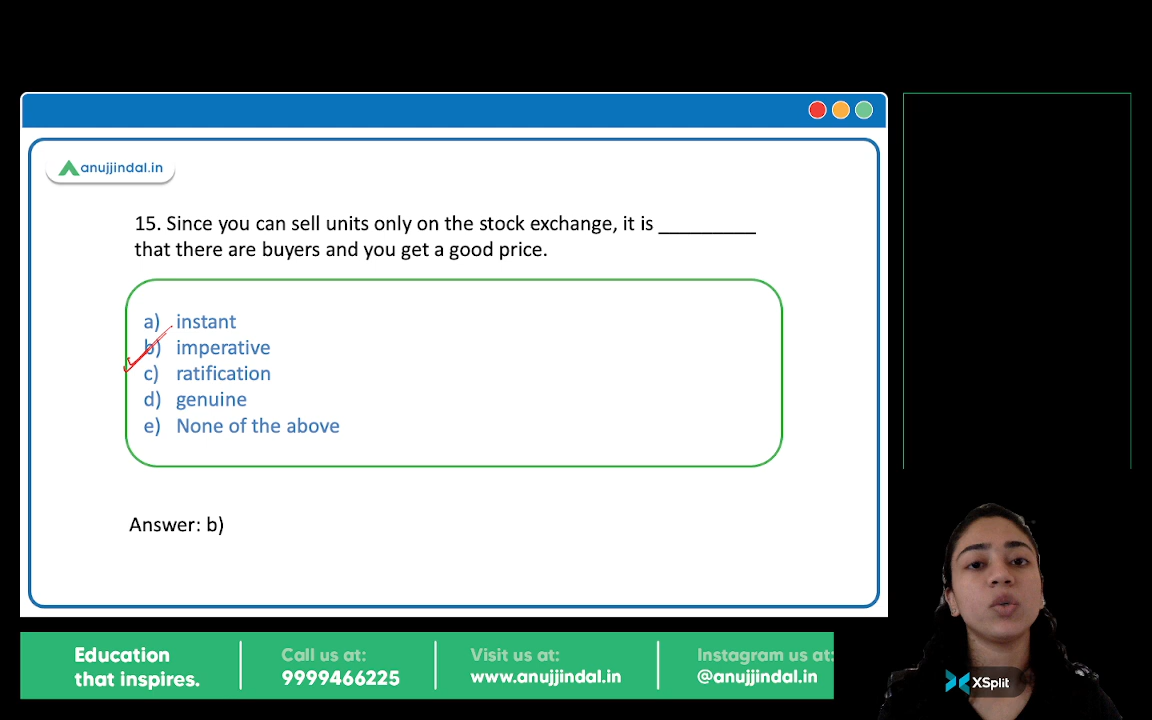 anujjindal.in
15. Since you can sell units only on the stock exchange, it is _________
that there are buyers and you get a good price.
a) instant
b) imperative
c) ratification
d) genuine
e) None of the above
Answer: b)
Education
that inspires.
Call us at:
9999466225
Visit us at:
www.anujjindal.in
Instagram us at:
@anujjindal.in
XSplit